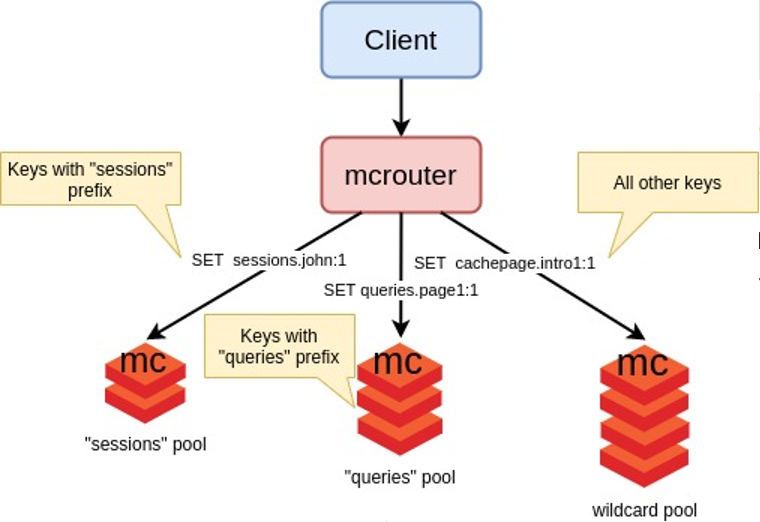 Client
mcrouter
Keys with "sessions"
prefix
All other keys
SET  sessions.john:1
SET  cachepage.intro1:1
SET queries.page1:1
Keys with
"queries" prefix
mc
mc
mc
"sessions" pool
"queries" pool
wildcard pool